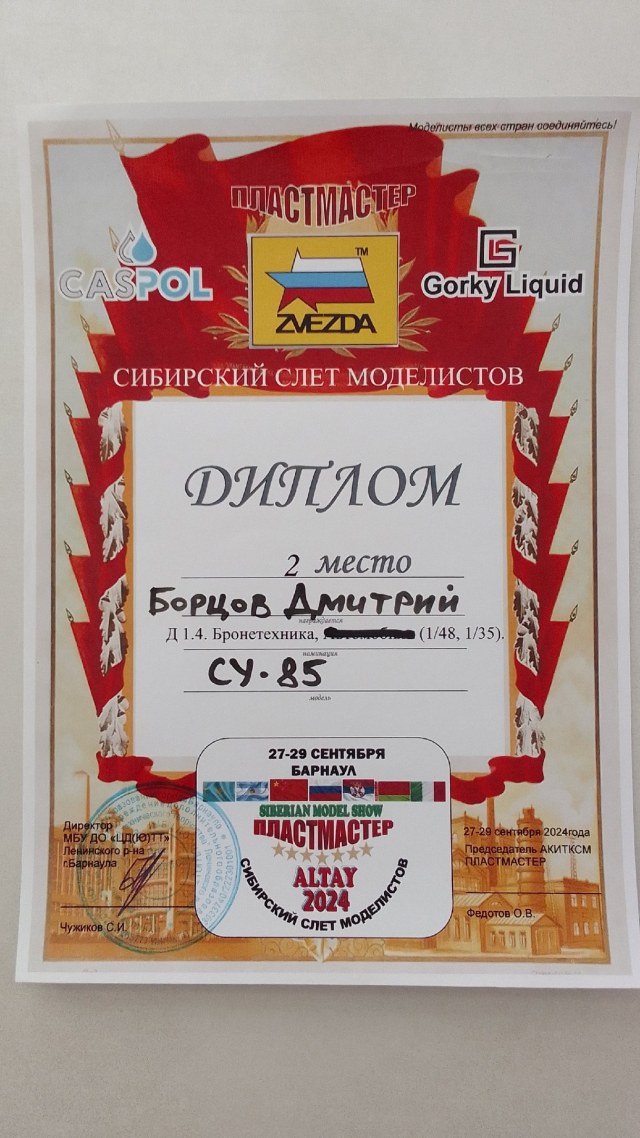 Моделисты всех стран соединяйтесь!
ПЛАСТМАСТЕР
CASPOL
TM
ZVEZDA
GL
Gorky Liquid
СИБИРСКИЙ СЛЕТ МОДЕЛИСТОВ
ДИПЛОМ
2 место
Борцов Дмитрий
награждается
Д 1.4. Бронетехника, (1/48, 1/35).
номинация
СУ-85
модель
27-29 СЕНТЯБРЯ
БАРНАУЛ
SIBERIAN MODEL SHOW
ПЛАСТМАСТЕР
ALTAY
2024
СИБИРСКИЙ СЛЕТ МОДЕЛИСТОВ
Директор
МБУ ДО «ЦД(Ю)ТТ»
Ленинского р-на
г.Барнаула
Чужиков С.И.
27-29 сентября 2024года
Председатель АКИТКСМ
ПЛАСТМАСТЕР
Федотов О.В.